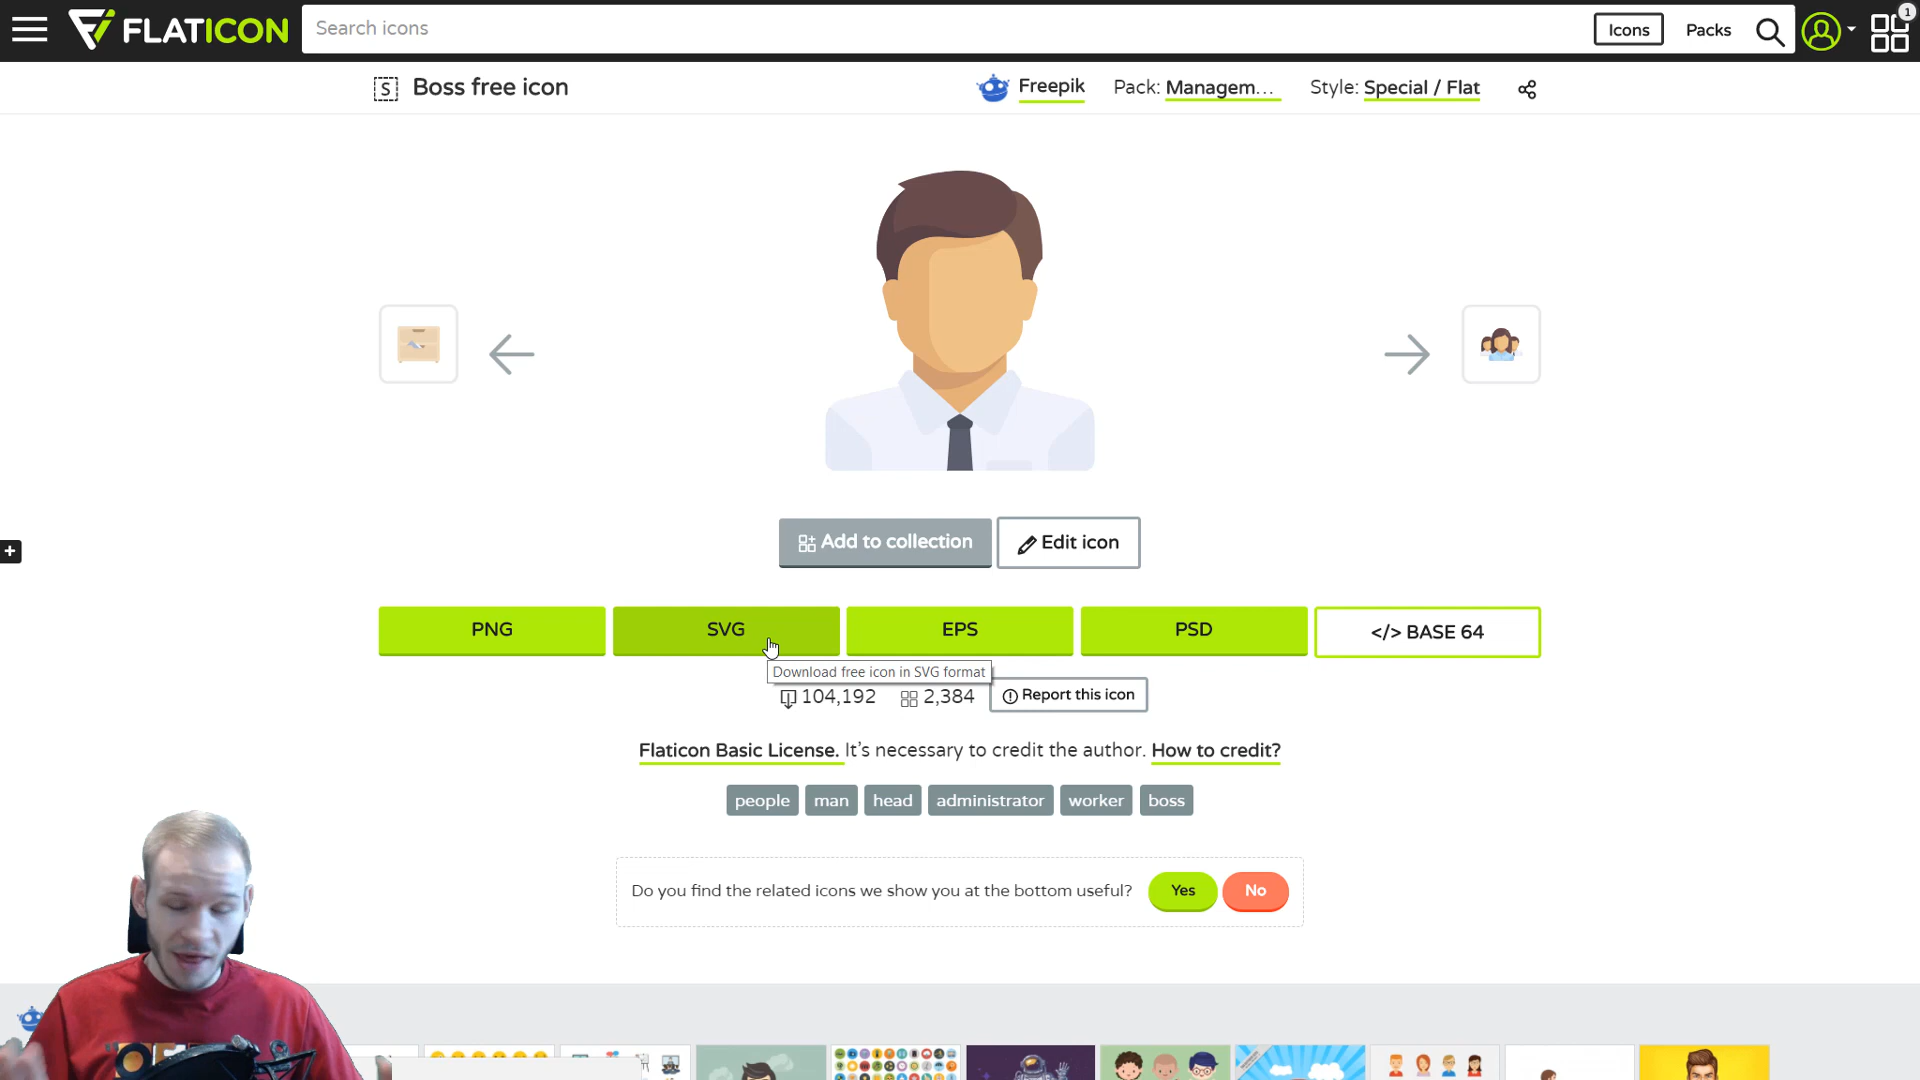 FLATICON
Search icons
Icons
Packs
1
S
Boss free icon
Freepik
Pack: Managem...
Style: Special / Flat
Add to collection
Edit icon
+
PNG
SVG
EPS
PSD
</> BASE 64
Download free icon in SVG format
104,192
2,384
Report this icon
Flaticon Basic License. It's necessary to credit the author. How to credit?
people
man
head
administrator
worker
boss
Do you find the related icons we show you at the bottom useful?
Yes
No